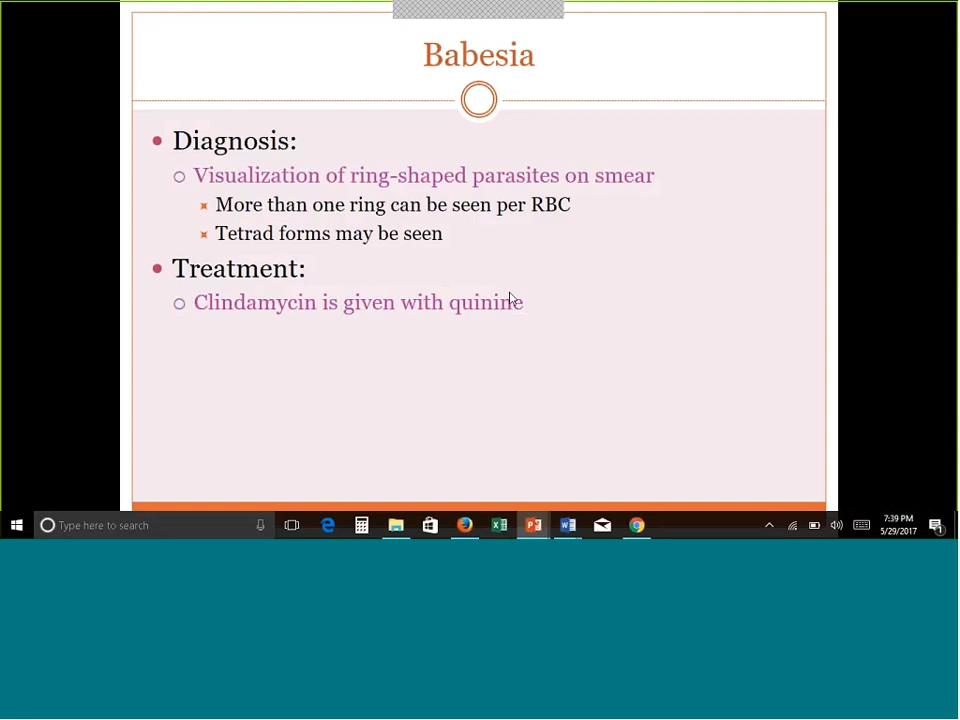 Babesia
Diagnosis:
Visualization of ring-shaped parasites on smear
More than one ring can be seen per RBC
Tetrad forms may be seen
Treatment:
Clindamycin is given with quinine
Type here to search
7:39 PM
5/29/2017
1